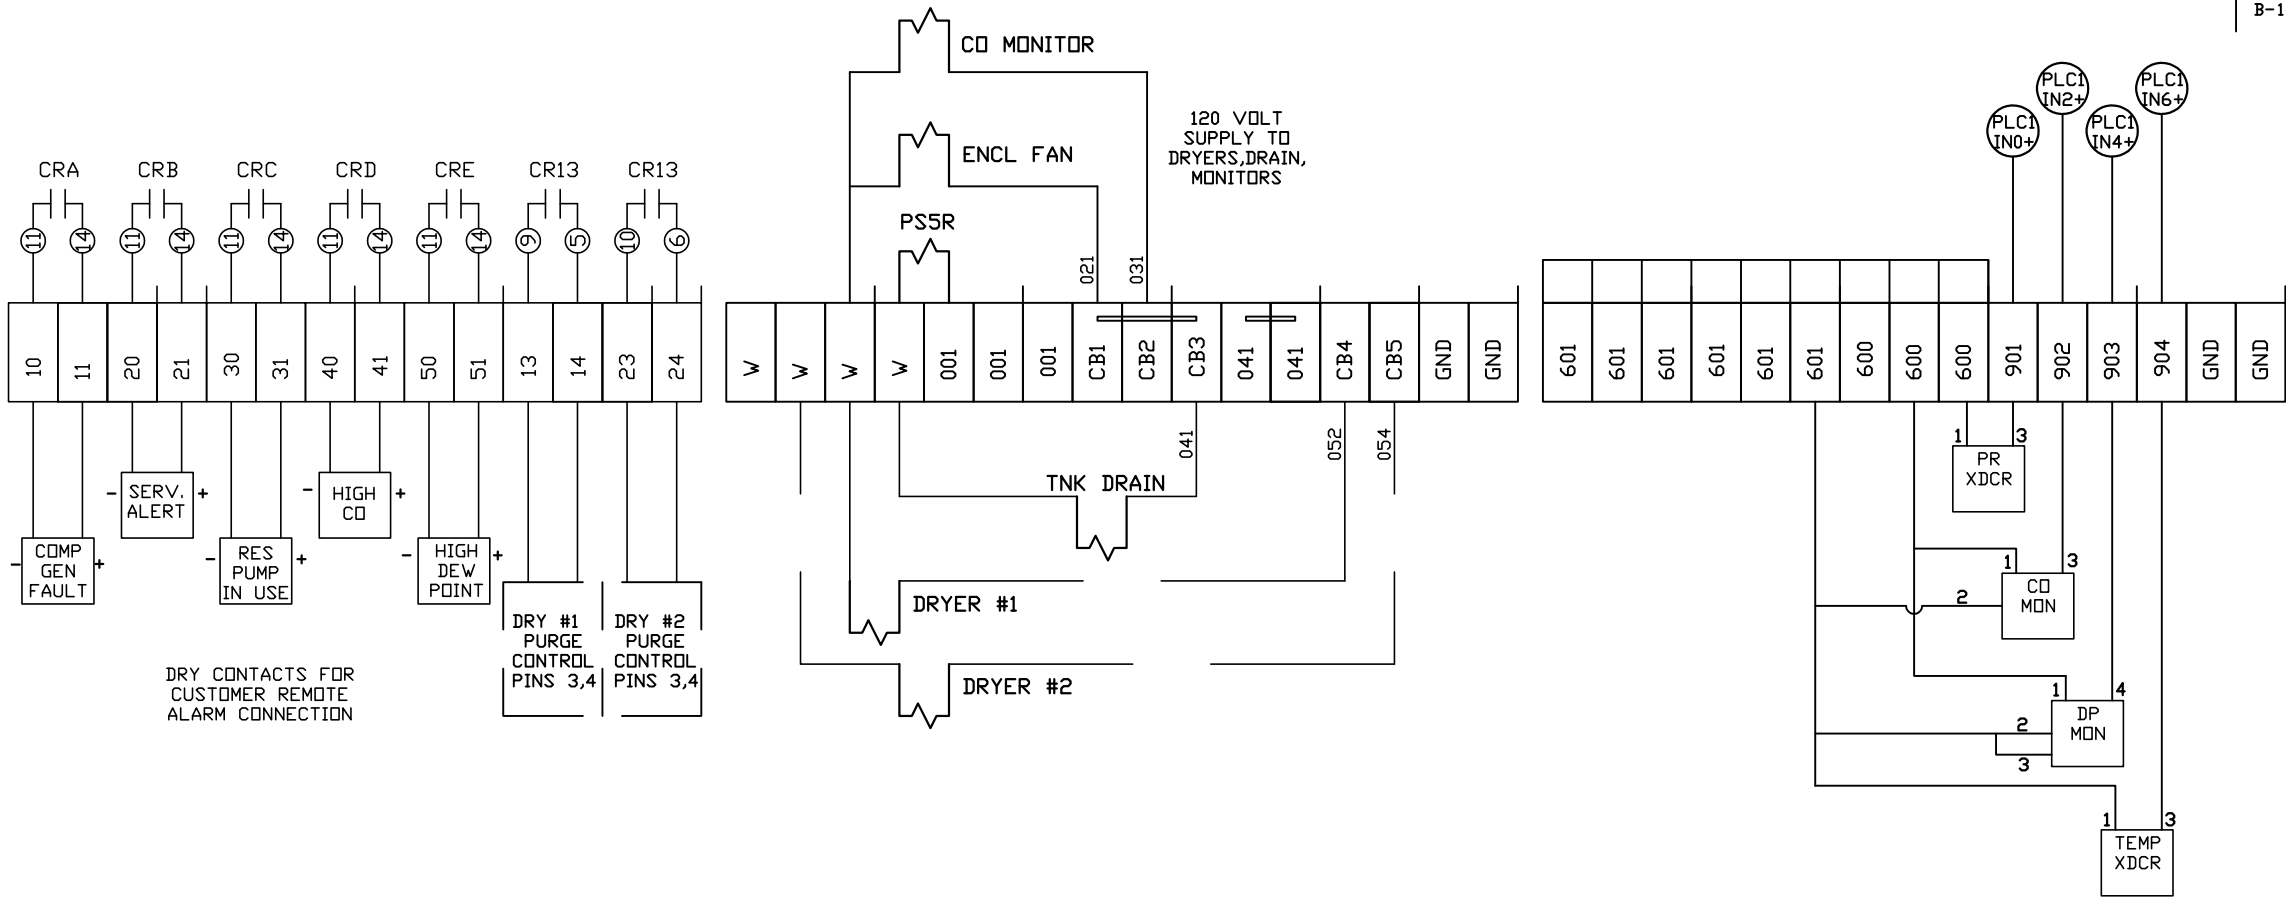 B-1
CO MONITOR
ENCL FAN
PS5R
120 VOLT
SUPPLY TO
DRYERS,DRAIN,
MONITORS
021
031
PLC1
IN0+
PLC1
IN2+
PLC1
IN4+
PLC1
IN6+
CRA
CRB
CRC
CRD
CRE
CR13
CR13
11
14
11
14
11
14
11
14
11
14
9
5
10
6
10
11
20
21
30
31
40
41
50
51
13
14
23
24
W
W
W
W
001
001
001
CB1
CB2
CB3
041
041
CB4
CB5
GND
GND
601
601
601
601
601
601
600
600
600
901
902
903
904
GND
GND
- COMP +
GEN
FAULT
- SERV. +
ALERT
- RES +
PUMP
IN USE
- HIGH +
CO
- HIGH +
DEW
POINT
DRY #1
PURGE
CONTROL
PINS 3,4
DRY #2
PURGE
CONTROL
PINS 3,4
DRY CONTACTS FOR
CUSTOMER REMOTE
ALARM CONNECTION
041
052
054
TNK DRAIN
DRYER #1
DRYER #2
1
3
PR
XDCR
1
3
2
CO
MON
1
4
2
3
DP
MON
1
3
TEMP
XDCR